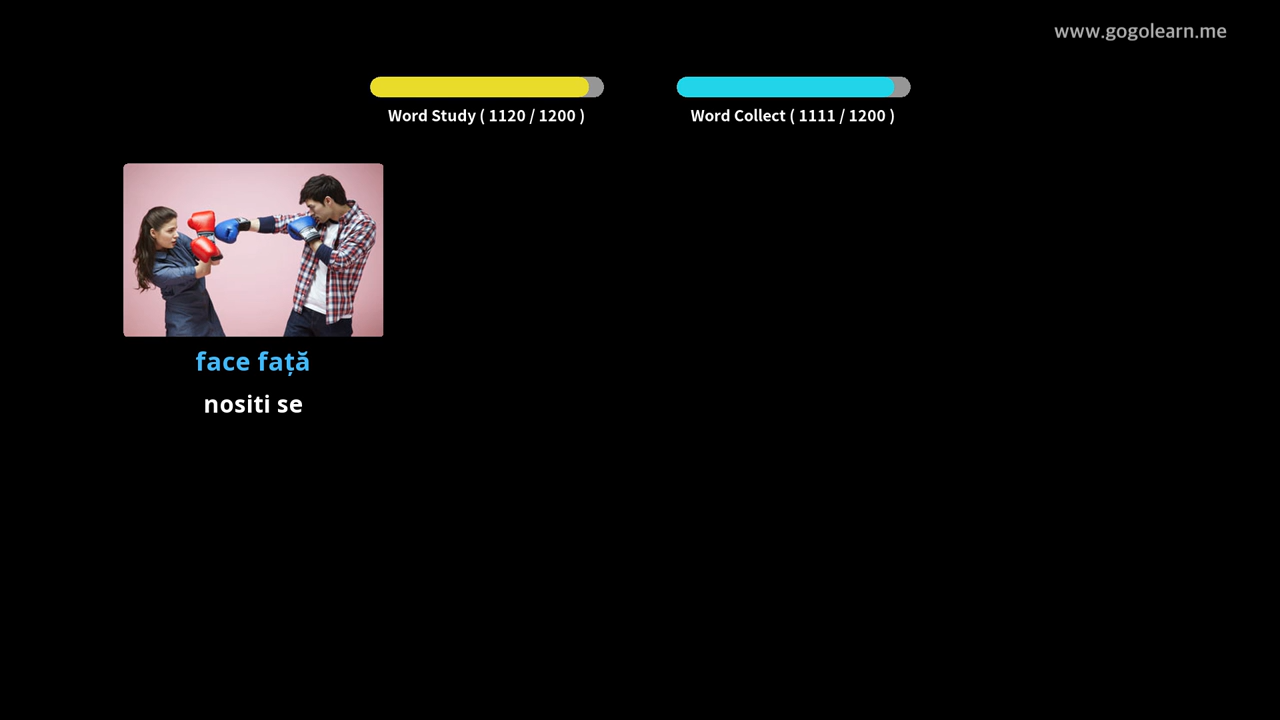 www.gogolearn.me
Word Study ( 1120 / 1200 )
Word Collect ( 1111 / 1200 )
face față
nositi se